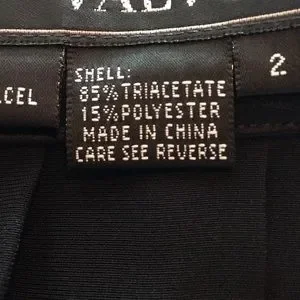 SHELL:
85% TRIACETATE
15% POLYESTER
MADE IN CHINA
CARE SEE REVERSE
2